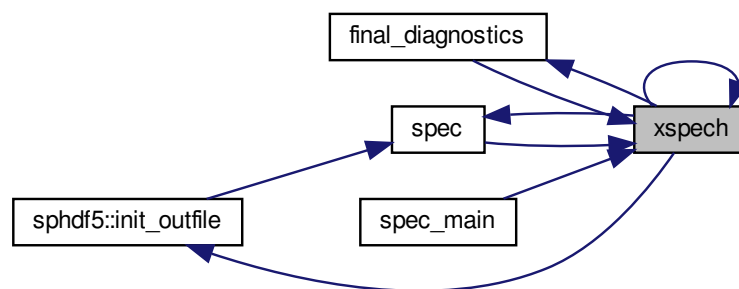 final_diagnostics
spec
xspech
sphdf5::init_outfile
spec_main